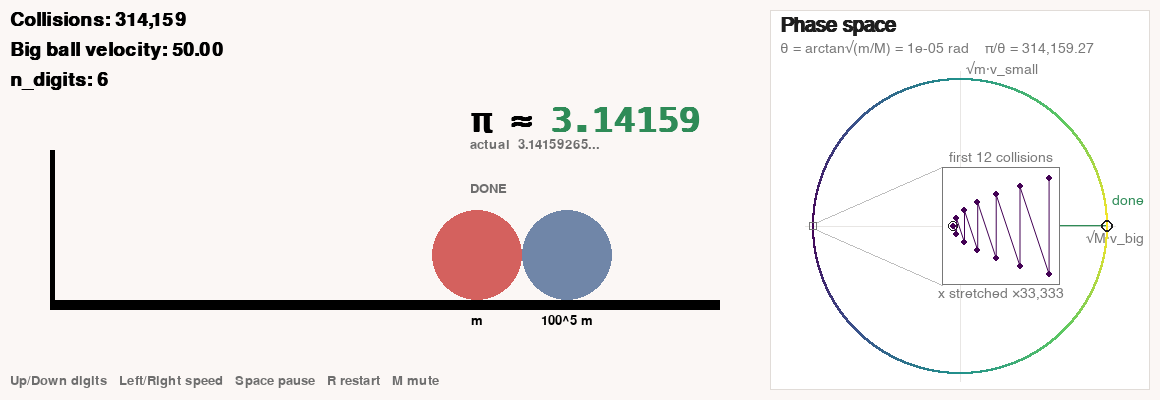 Collisions: 314,159
Big ball velocity: 50.00
n_digits: 6
π ≈ 3.14159
actual 3.14159265...
DONE
m
100^5 m
Up/Down digits Left/Right speed Space pause R restart M mute
Phase space
θ = arctan√(m/M) = 1e-05 rad π/θ = 314,159.27
√m·v_small
first 12 collisions
done
√M·v_big
x stretched ×33,333